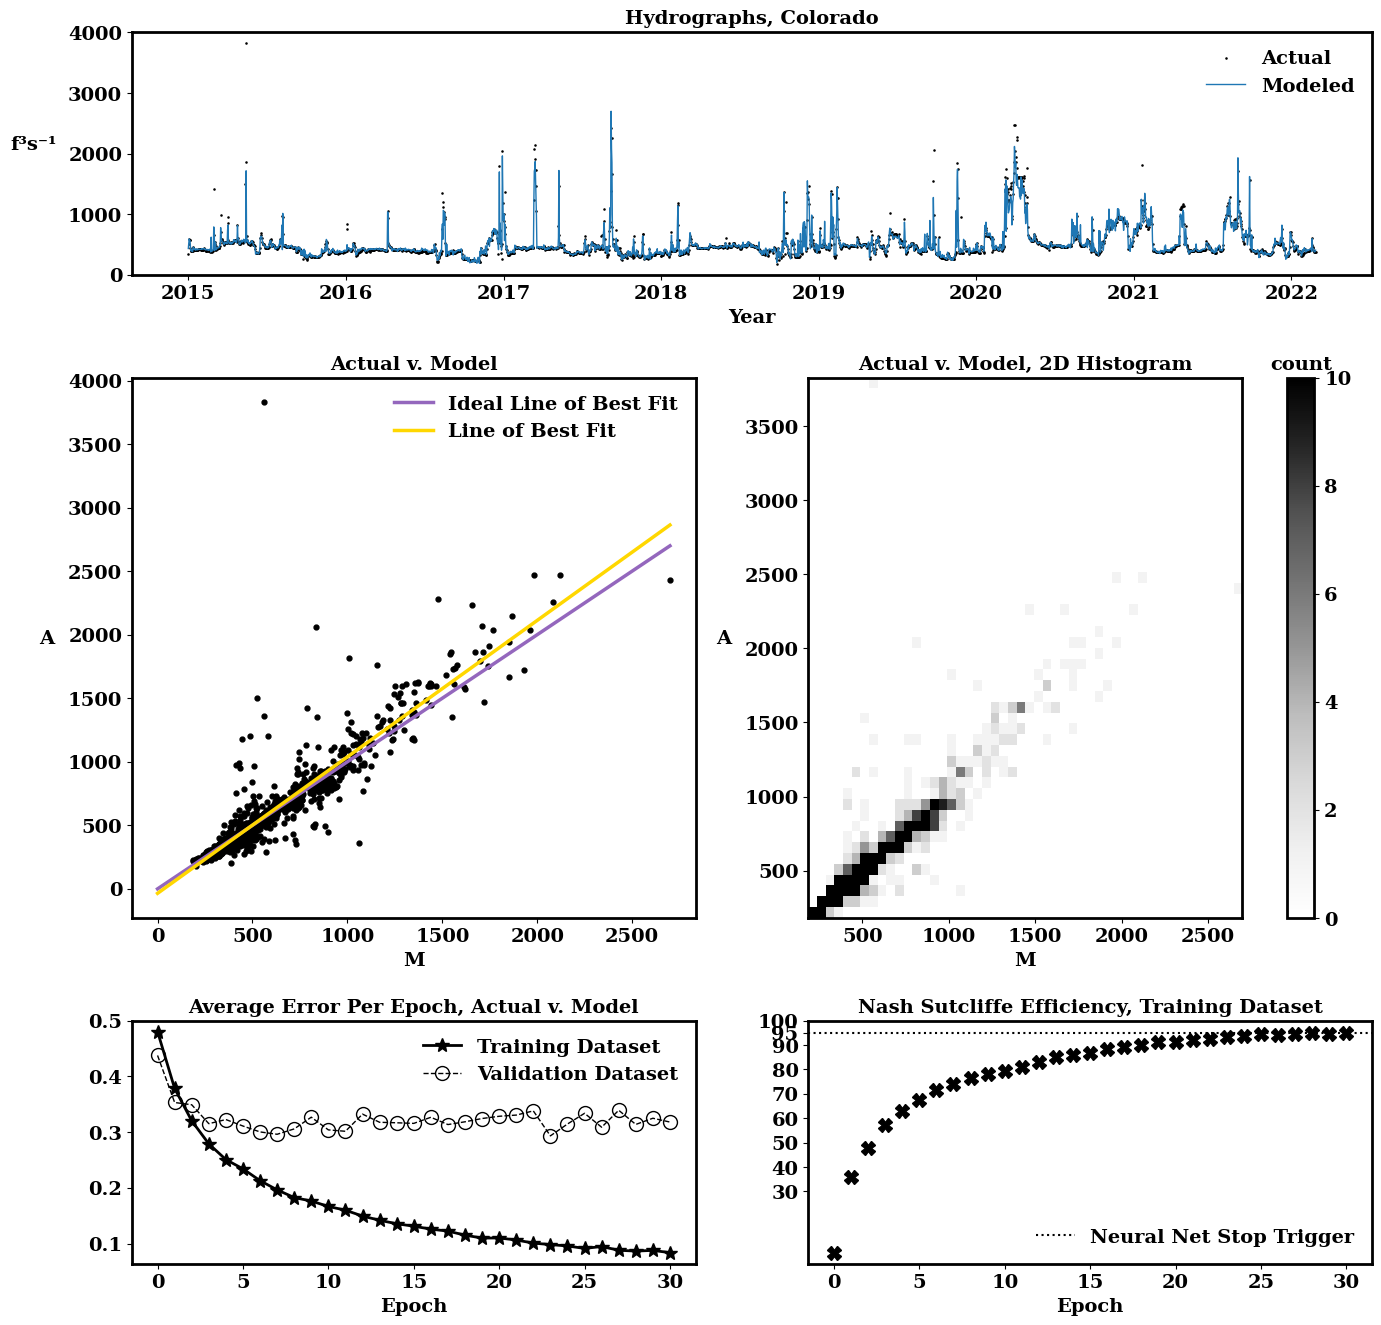 Hydrographs, Colorado
4000
3000
f³s⁻¹
2000
1000
0
Actual
Modeled
2015 2016 2017 2018 2019 2020 2021 2022
Year
Actual v. Model
4000
3500
3000
2500
2000
A
1500
1000
500
0
Ideal Line of Best Fit
Line of Best Fit
0 500 1000 1500 2000 2500
M
Actual v. Model, 2D Histogram
3500
3000
2500
2000
A
1500
1000
500
500 1000 1500 2000 2500
M
count
10
8
6
4
2
0
Average Error Per Epoch, Actual v. Model
0.5
0.4
0.3
0.2
0.1
Training Dataset
Validation Dataset
0 5 10 15 20 25 30
Epoch
Nash Sutcliffe Efficiency, Training Dataset
100
95
90
80
70
60
50
40
30
Neural Net Stop Trigger
0 5 10 15 20 25 30
Epoch